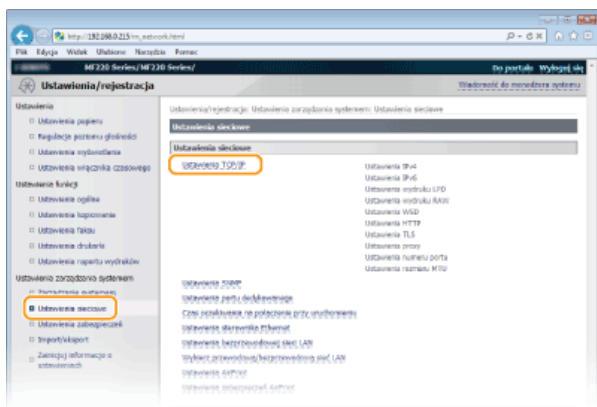 http://192.168.0.215/m_network.html
Plik Edycja Widok Ulubione Narzędzia Pomoc
MF220 Series/MF220 Series/
Do portalu Wyloguj się
Ustawienia/rejestracja
Wiadomość do menedżera systemu
Ustawienia
Ustawienia papieru
Regulacja poziomu głośności
Ustawienia wyświetlania
Ustawienia włącznika czasowego
Ustawienia funkcji
Ustawienia ogólne
Ustawienia kopiowania
Ustawienia faksu
Ustawienia drukarki
Ustawienia raportu wydruków
Ustawienia zarządzania systemem
Zarządzanie systemem
Ustawienia sieciowe
Ustawienia zabezpieczeń
Import/eksport
Zainicjuj informacje o ustawieniach
Ustawienia/rejestracja: Ustawienia zarządzania systemem: Ustawienia sieciowe
Ustawienia sieciowe
Ustawienia sieciowe
Ustawienia TCP/IP
Ustawienia IPv4
Ustawienia IPv6
Ustawienia wydruku LPD
Ustawienia wydruku RAW
Ustawienia WSD
Ustawienia HTTP
Ustawienia TLS
Ustawienia proxy
Ustawienia numeru portu
Ustawienia rozmiaru MTU
Ustawienia SNMP
Ustawienia portu dedykowanego
Czas oczekiwania na połączenie przy uruchomieniu
Ustawienia sterownika Ethernet
Ustawienia bezprzewodowej sieci LAN
Wybierz przewodową/bezprzewodową sieć LAN
Ustawienia AirPrint
Ustawienia zabezpieczeń AirPrint